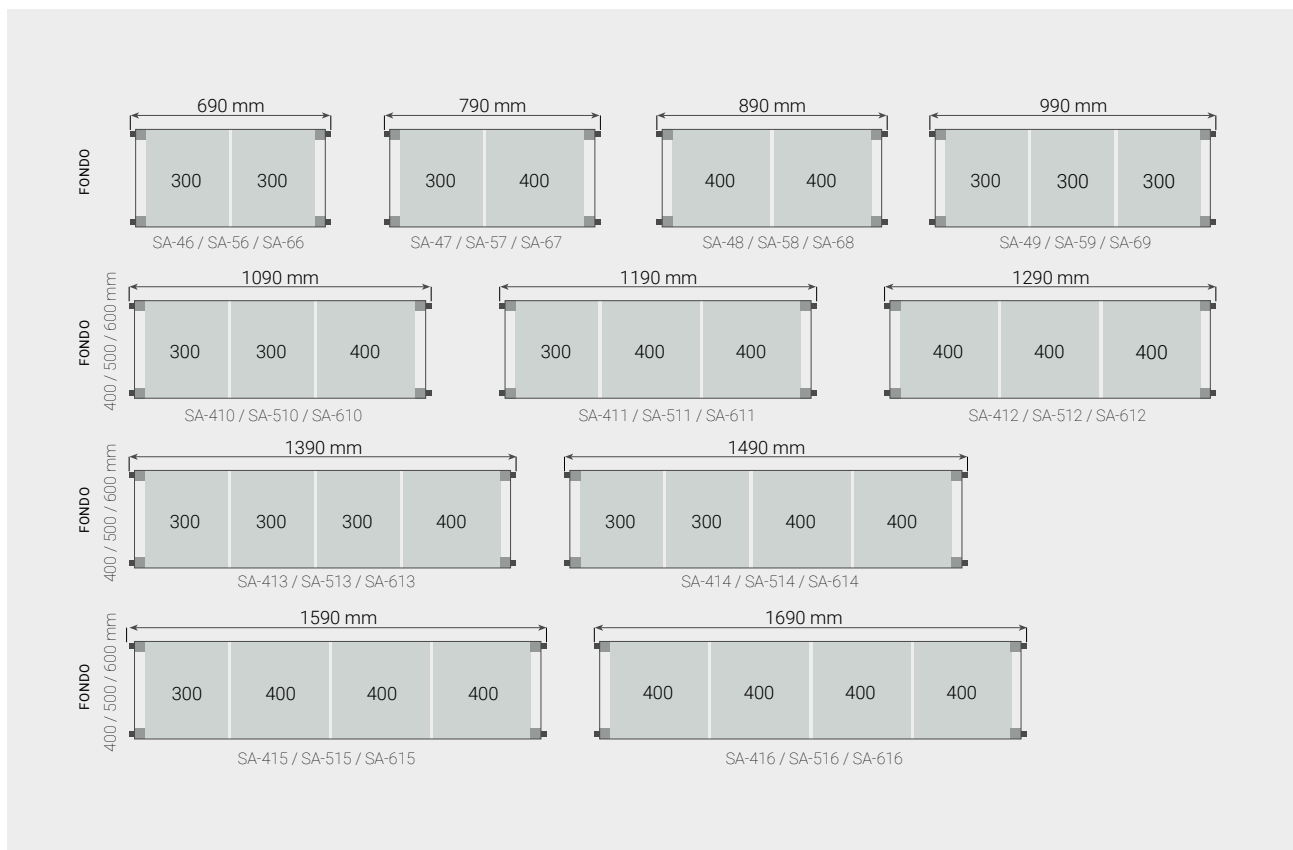 690 mm
790 mm
890 mm
990 mm
FONDO
300 300
300 400
400 400
300 300 300
SA-46 / SA-56 / SA-66
SA-47 / SA-57 / SA-67
SA-48 / SA-58 / SA-68
SA-49 / SA-59 / SA-69
1090 mm
1190 mm
1290 mm
FONDO
400 / 500 / 600 mm
300 300 400
300 400 400
400 400 400
SA-410 / SA-510 / SA-610
SA-411 / SA-511 / SA-611
SA-412 / SA-512 / SA-612
1390 mm
1490 mm
FONDO
400 / 500 / 600 mm
300 300 300 400
300 300 400 400
SA-413 / SA-513 / SA-613
SA-414 / SA-514 / SA-614
1590 mm
1690 mm
FONDO
400 / 500 / 600 mm
300 400 400 400
400 400 400 400
SA-415 / SA-515 / SA-615
SA-416 / SA-516 / SA-616